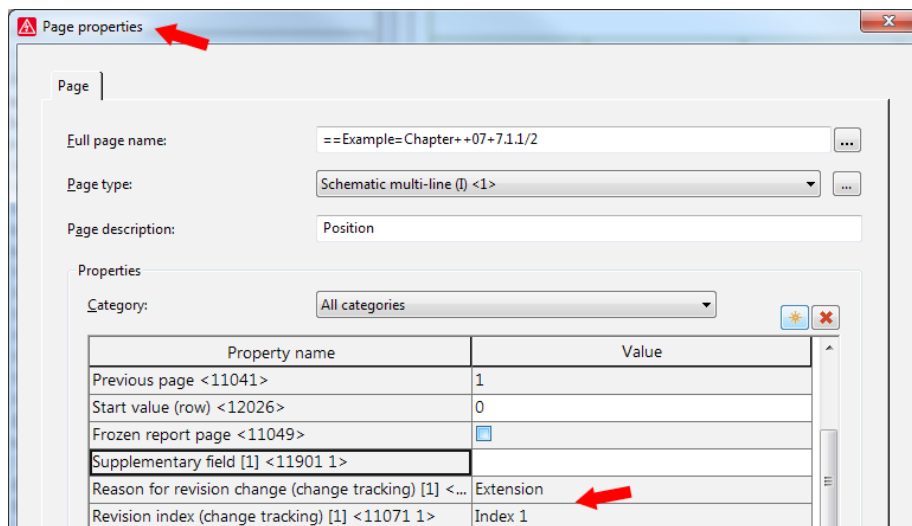 Page properties
Page
Full page name: ==Example=Chapter++07+7.1.1/2 ...
Page type: Schematic multi-line (I) <1> ...
Page description: Position
Properties
Category: All categories
Property name Value
Previous page <11041> 1
Start value (row) <12026> 0
Frozen report page <11049>
Supplementary field [1] <11901 1>
Reason for revision change (change tracking) [1] <... Extension
Revision index (change tracking) [1] <11071 1> Index 1